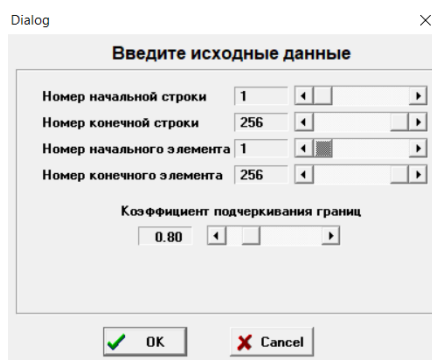 Dialog
Введите исходные данные
Номер начальной строки 1
Номер конечной строки 256
Номер начального элемента 1
Номер конечного элемента 256
Коэффициент подчеркивания границ
0.80
OK Cancel